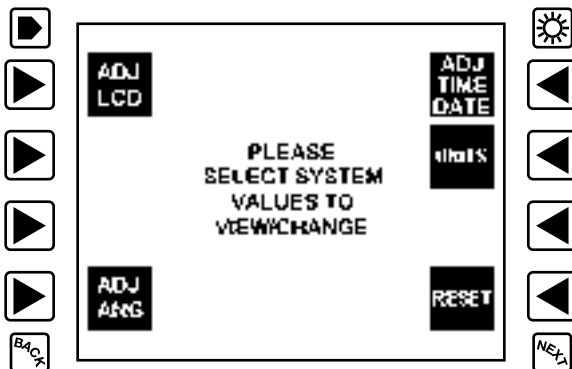 ADJ
LCD
ADJ
TIME
DATE
PLEASE
SELECT SYSTEM
VALUES TO
VIEW/CHANGE
ADJ
ANG
RESET
BACK
NEXT